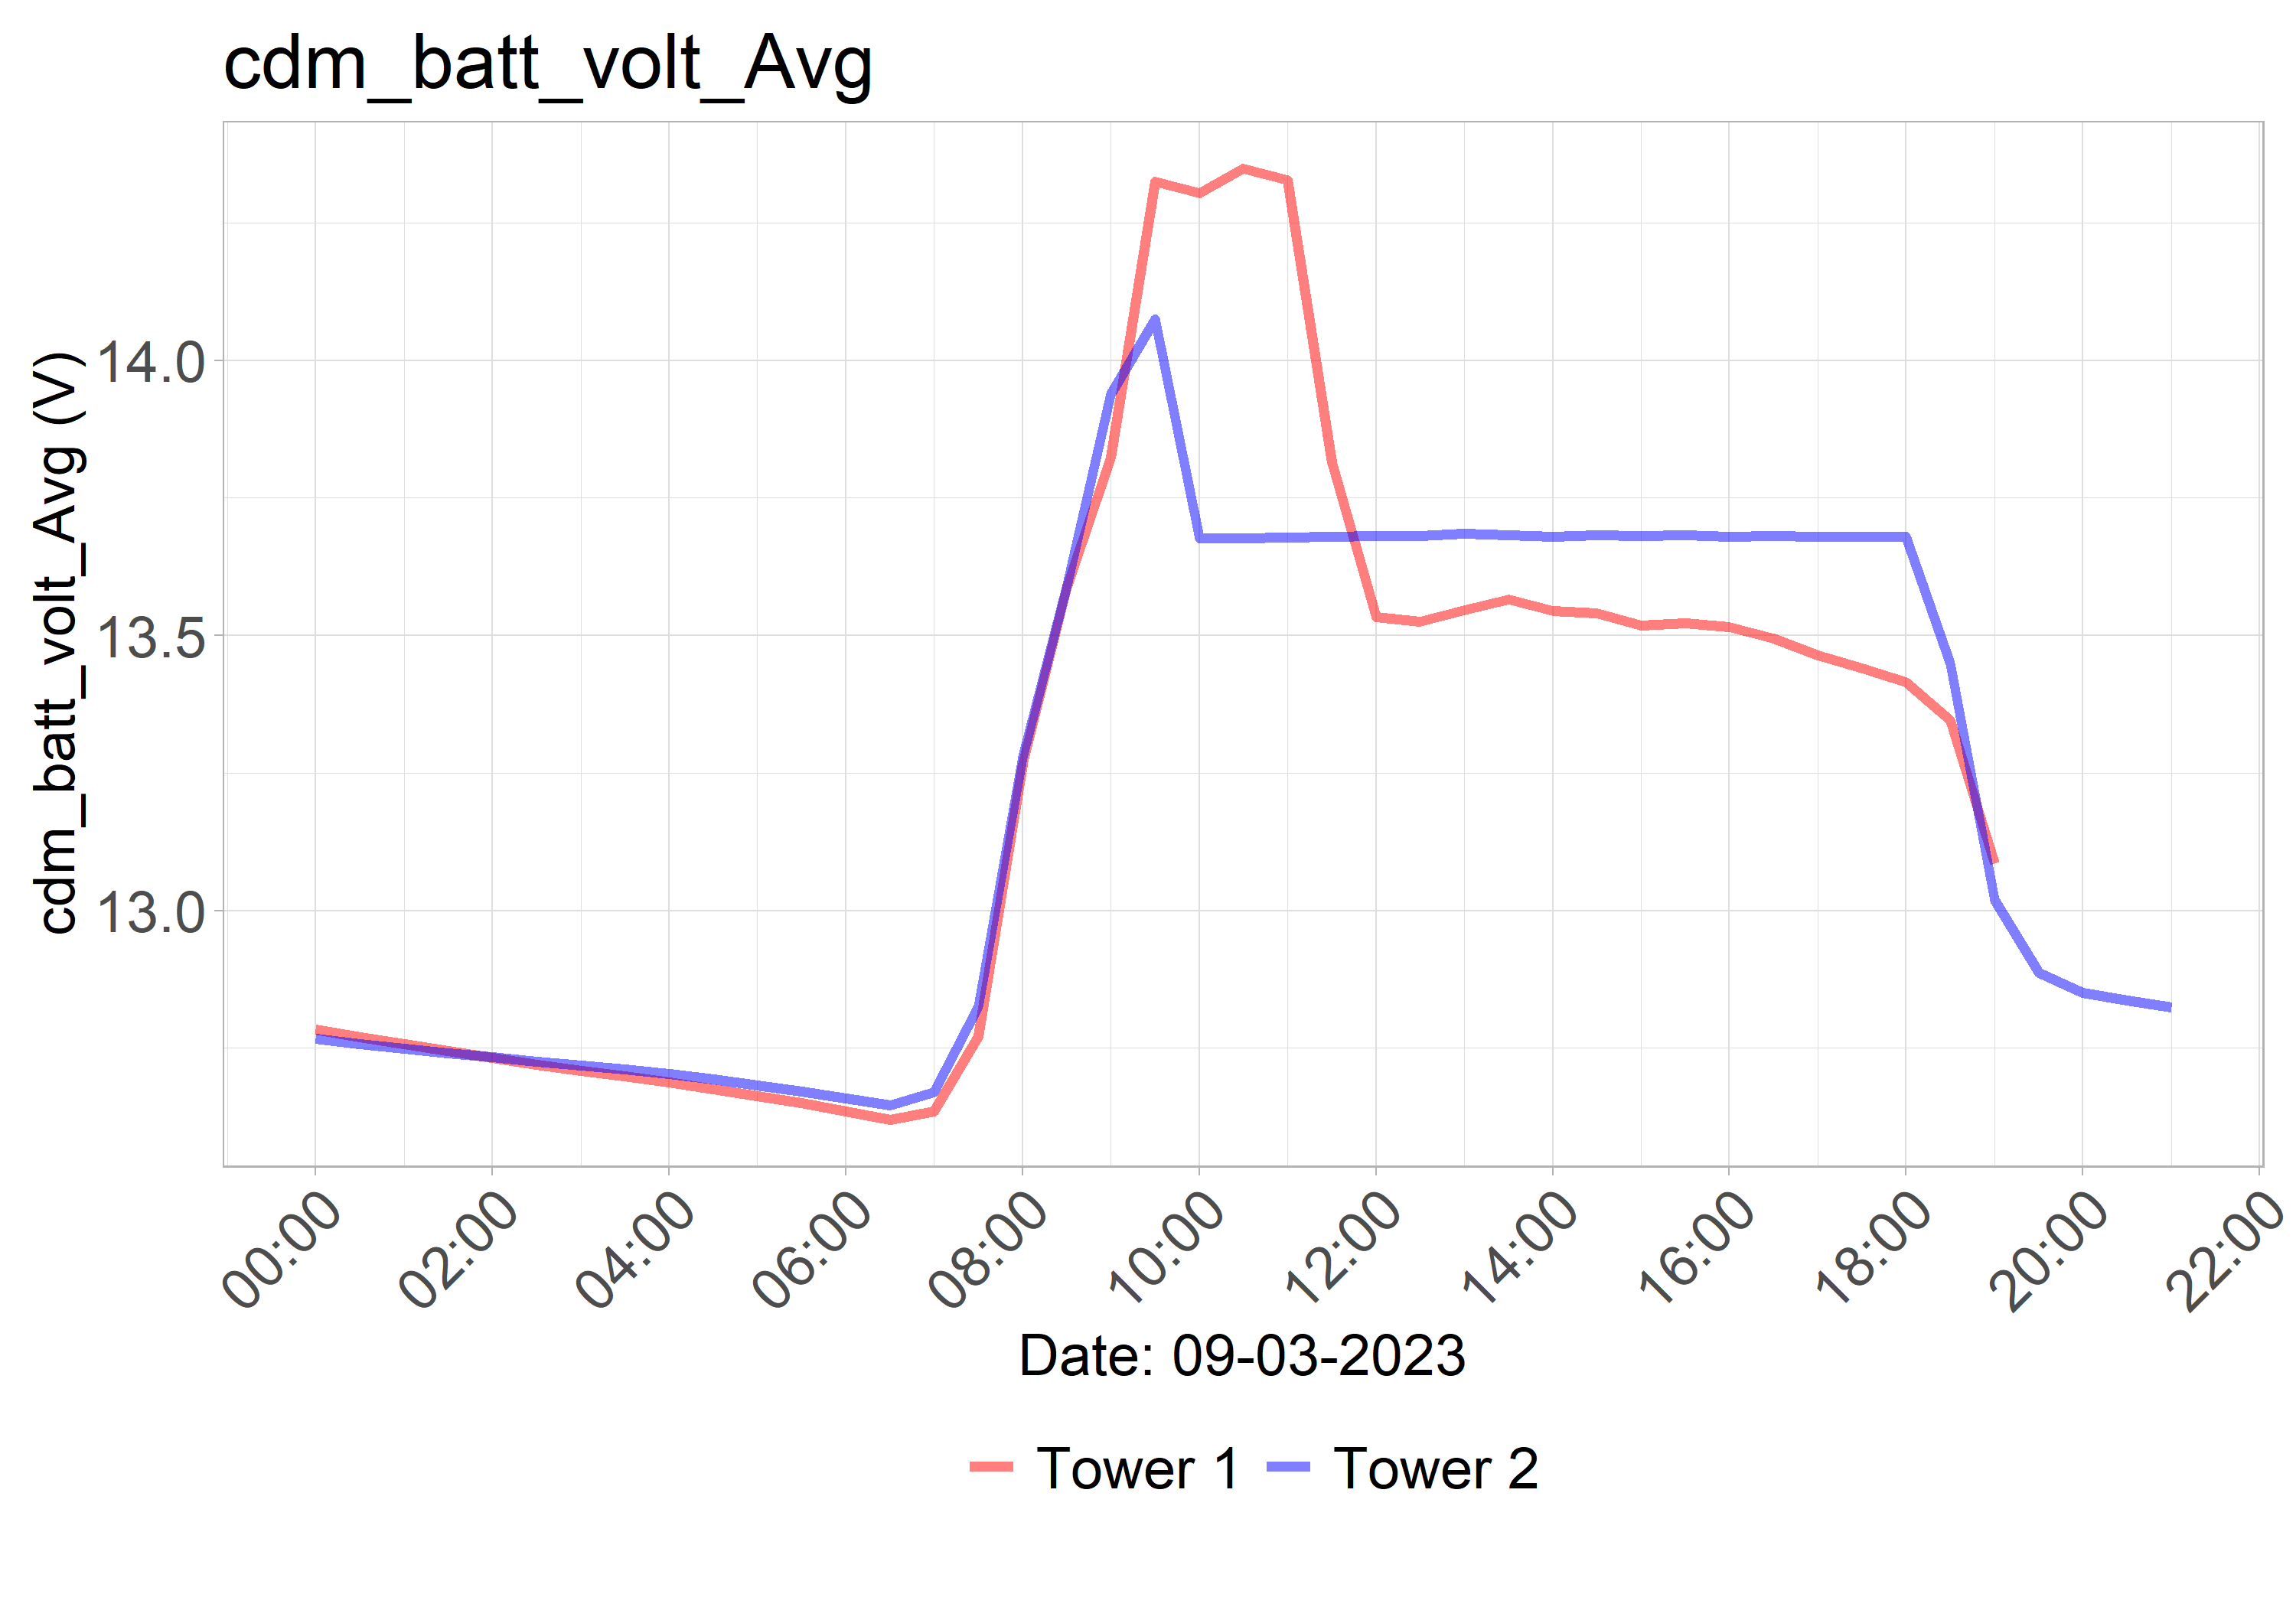 cdm_batt_volt_Avg
cdm_batt_volt_Avg (V)
14.0
13.5
13.0
00:00 02:00 04:00 06:00 08:00 10:00 12:00 14:00 16:00 18:00 20:00 22:00
Date: 09-03-2023
Tower 1 Tower 2